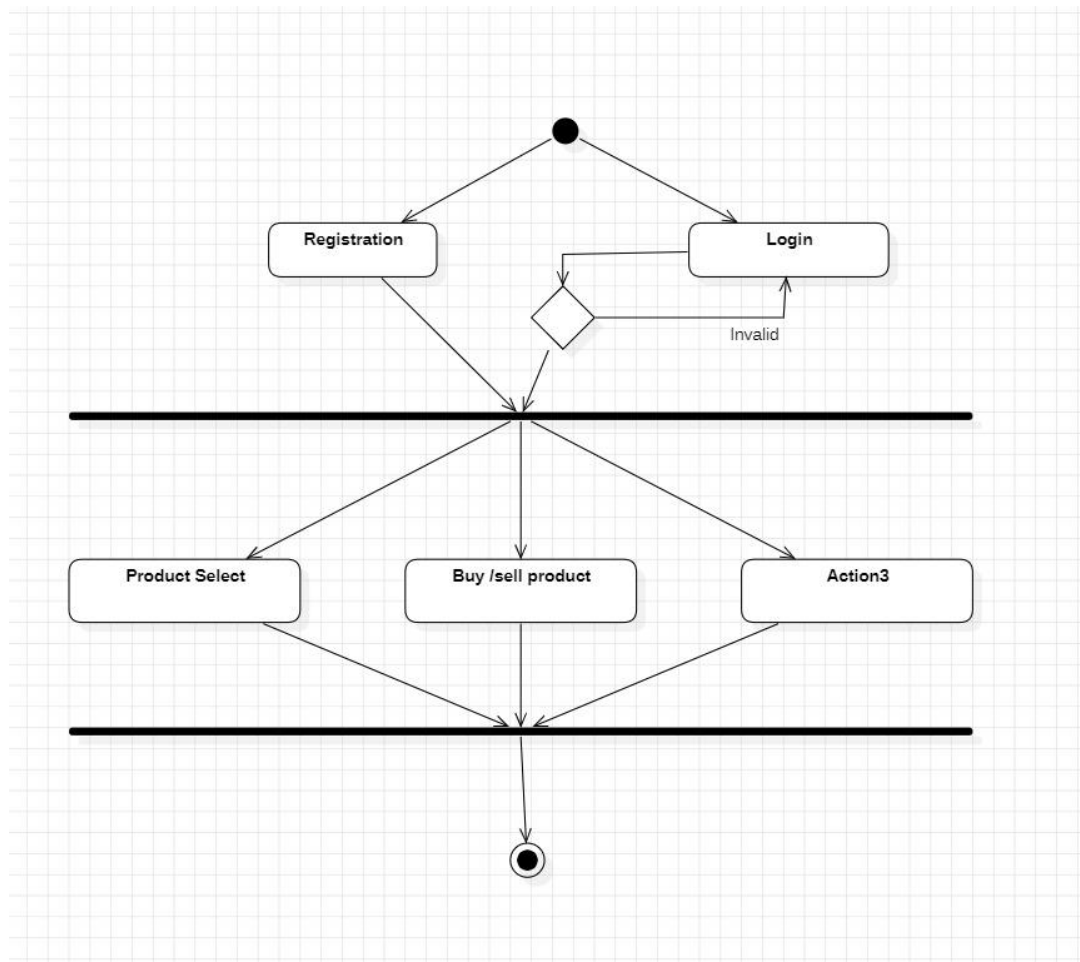 Registration
Login
Invalid
Product Select
Buy /sell product
Action3